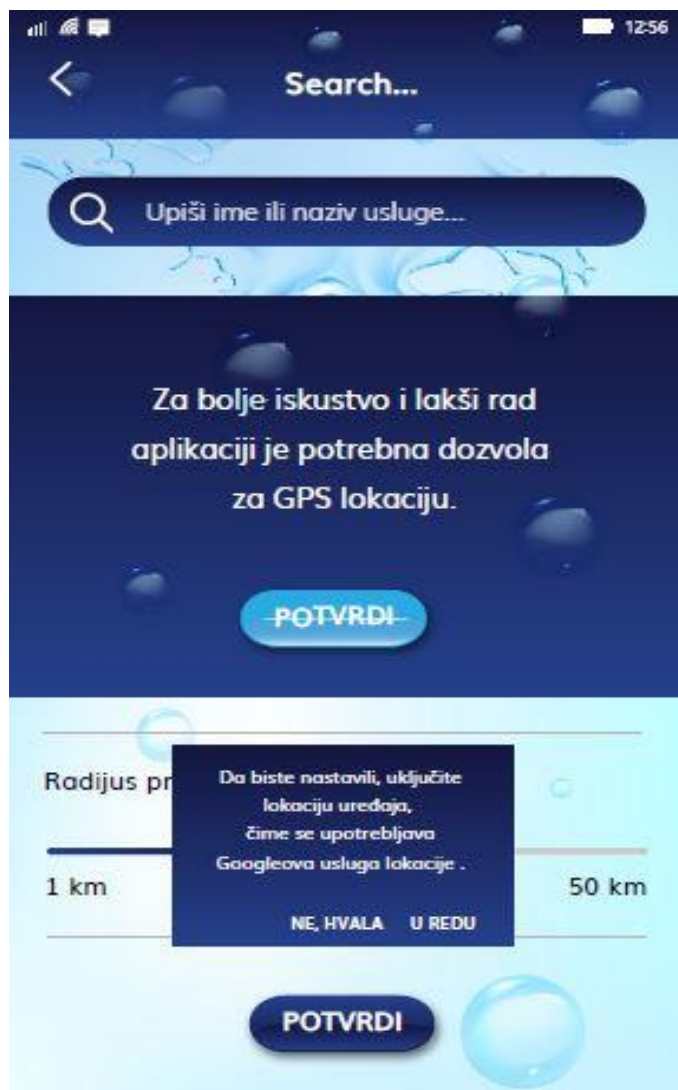 12:56
Search...
Upiši ime ili naziv usluge...
Za bolje iskustvo i lakši rad
aplikaciji je potrebna dozvola
za GPS lokaciju.
POTVRDI
Radijus pr
Da biste nastavili, uključite
lokaciju uređaja,
čime se upotrebljava
Googleova usluga lokacije .
NE, HVALA U REDU
1 km 50 km
POTVRDI